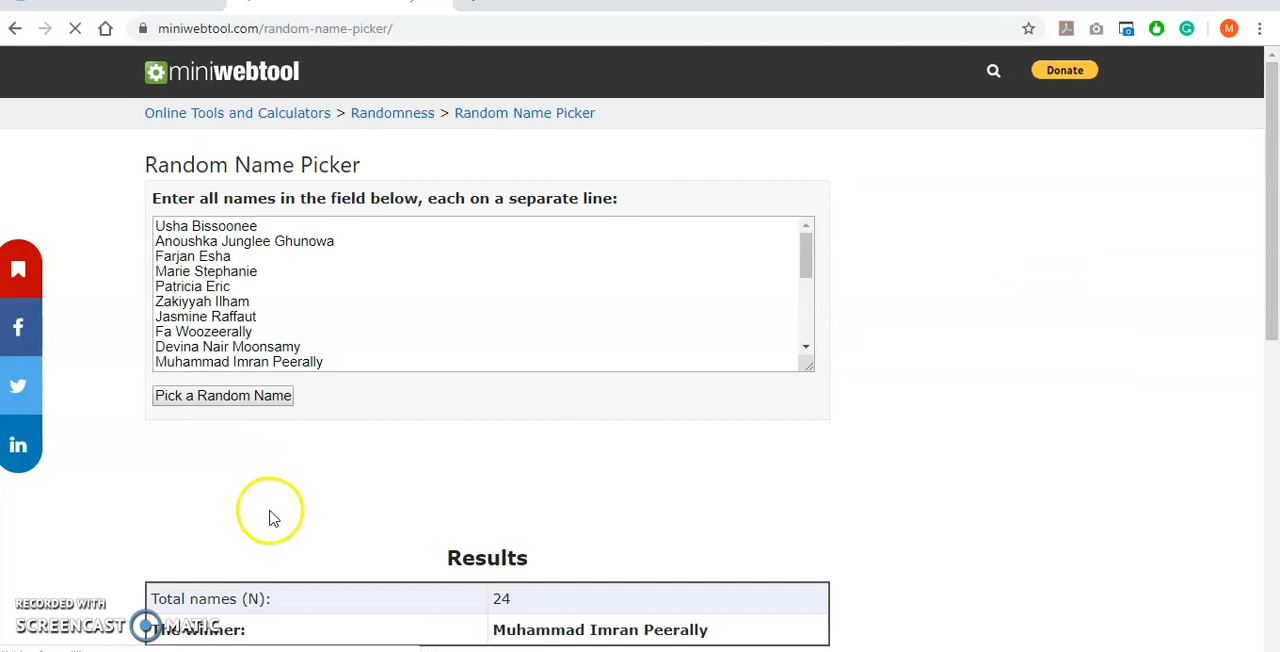 miniwebtool.com/random-name-picker/
M
miniwebtool
Donate
Online Tools and Calculators > Randomness > Random Name Picker
Random Name Picker
Enter all names in the field below, each on a separate line:
Usha Bissoonee
Anoushka Junglee Ghunowa
Farjan Esha
Marie Stephanie
Patricia Eric
Zakiyyah Ilham
Jasmine Raffaut
Fa Woozeerally
Devina Nair Moonsamy
Muhammad Imran Peerally
Pick a Random Name
Results
Total names (N): 24
The winner: Muhammad Imran Peerally
RECORDED WITH
SCREENCAST MATIC